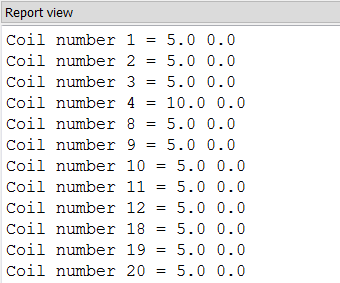 Report view
Coil number 1 = 5.0 0.0
Coil number 2 = 5.0 0.0
Coil number 3 = 5.0 0.0
Coil number 4 = 10.0 0.0
Coil number 8 = 5.0 0.0
Coil number 9 = 5.0 0.0
Coil number 10 = 5.0 0.0
Coil number 11 = 5.0 0.0
Coil number 12 = 5.0 0.0
Coil number 18 = 5.0 0.0
Coil number 19 = 5.0 0.0
Coil number 20 = 5.0 0.0